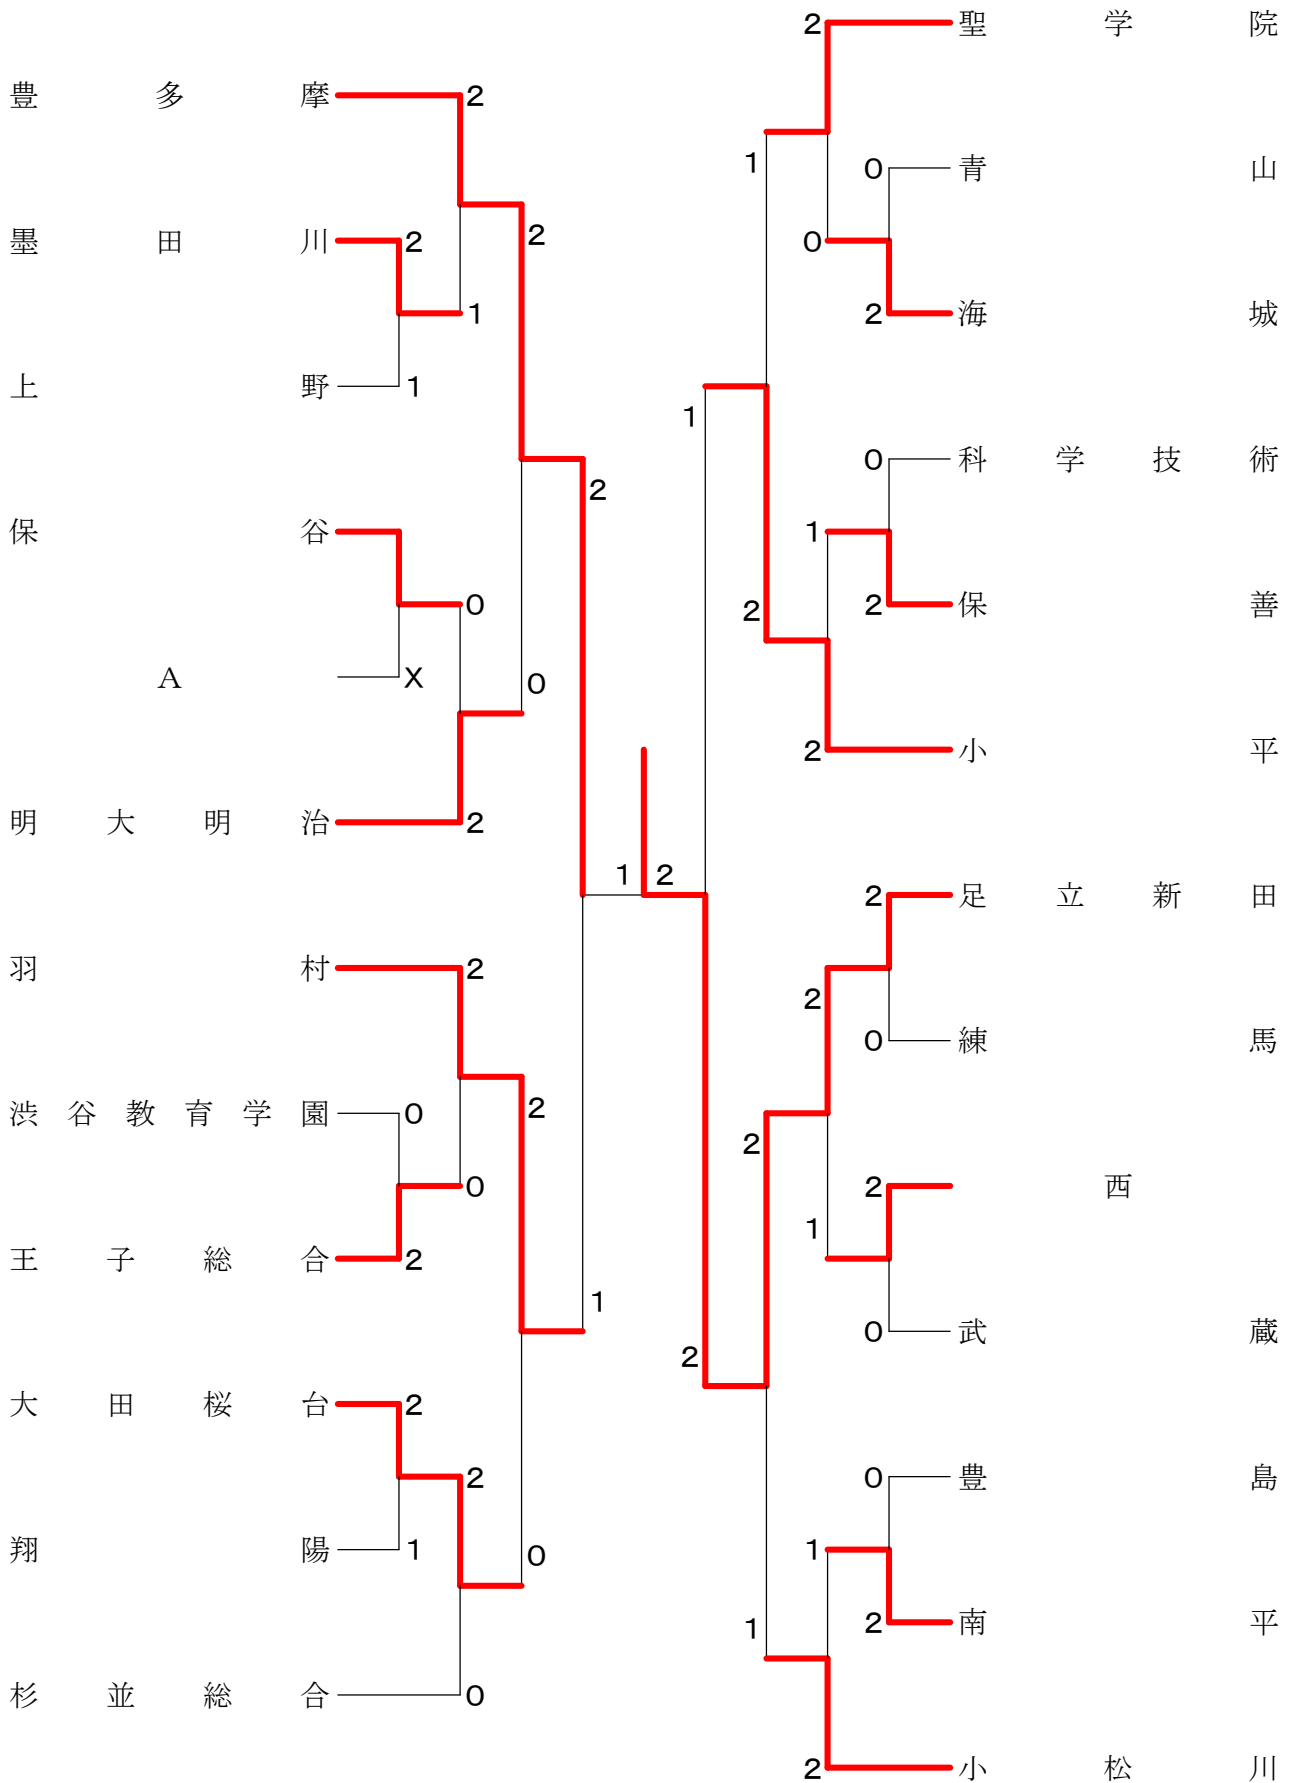 豊多摩 2
墨田川 2
2
1
上野 1
保谷
2
0
A X
0
明大明治 2
羽村 2
渋谷教育学園 0
2
0
王子総合 2
1
大田桜台 2
2
翔陽 1
0
杉並総合 0
1 2
2 聖学院
1
0 青山
0
2 海城
1
0 科学技術
1
2 保善
2
2 小平
2 足立新田
2
0 練馬
2
2 西
1
0 武蔵
2
0 豊島
1
2 南平
1
2 小松川